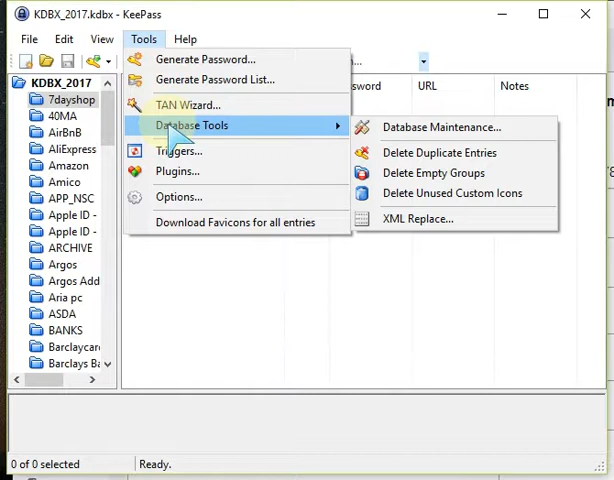 KDBX_2017.kdbx - KeePass
File Edit View Tools Help
Generate Password...
Generate Password List...
TAN Wizard...
Database Tools
Triggers...
Plugins...
Options...
Download Favicons for all entries
Database Maintenance...
Delete Duplicate Entries
Delete Empty Groups
Delete Unused Custom Icons
XML Replace...
URL Notes
KDBX_2017
7dayshop
40MA
AirBnB
AliExpress
Amazon
Amico
APP_NSC
Apple ID -
Apple ID -
ARCHIVE
Argos
Argos Add
Aria pc
ASDA
BANKS
Barclaycar
Barclays Ba
0 of 0 selected Ready.